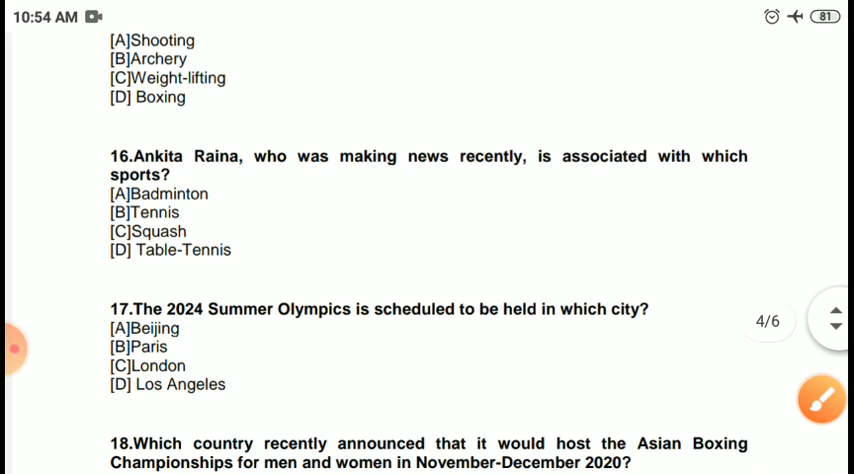 10:54 AM
81
[A]Shooting
[B]Archery
[C]Weight-lifting
[D] Boxing
16.Ankita Raina, who was making news recently, is associated with which
sports?
[A]Badminton
[B]Tennis
[C]Squash
[D] Table-Tennis
17.The 2024 Summer Olympics is scheduled to be held in which city?
[A]Beijing
[B]Paris
[C]London
[D] Los Angeles
4/6
18.Which country recently announced that it would host the Asian Boxing
Championships for men and women in November-December 2020?